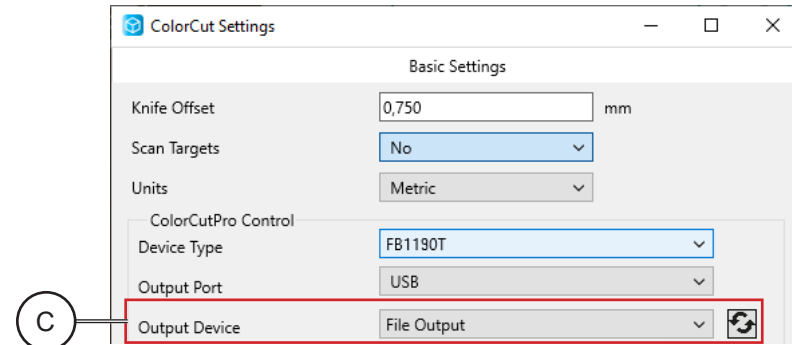 ColorCut Settings
Basic Settings
Knife Offset 0,750 mm
Scan Targets No
Units Metric
ColorCutPro Control
Device Type FB1190T
Output Port USB
C Output Device File Output